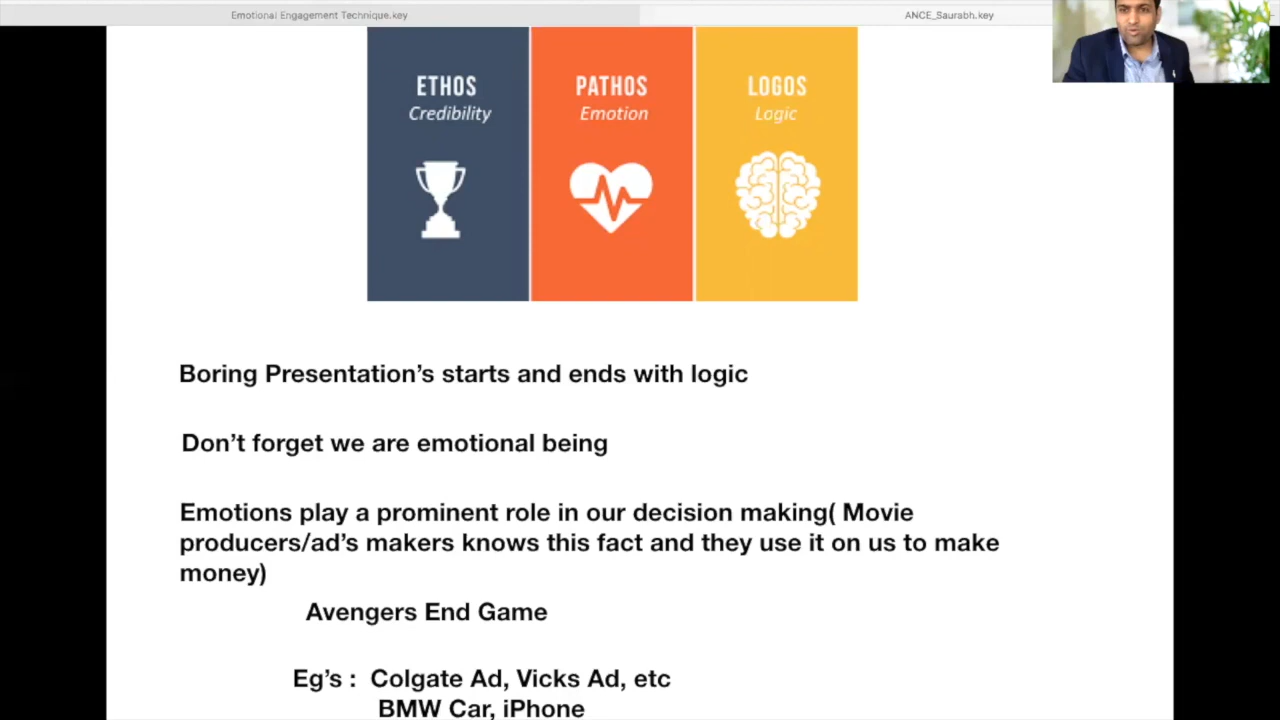 Emotional Engagement Technique.key
ANCE_Saurabh.key
ETHOS
Credibility
PATHOS
Emotion
LOGOS
Logic
Boring Presentation’s starts and ends with logic
Don’t forget we are emotional being
Emotions play a prominent role in our decision making( Movie
producers/ad’s makers knows this fact and they use it on us to make
money)
Avengers End Game
Eg’s : Colgate Ad, Vicks Ad, etc
BMW Car, iPhone